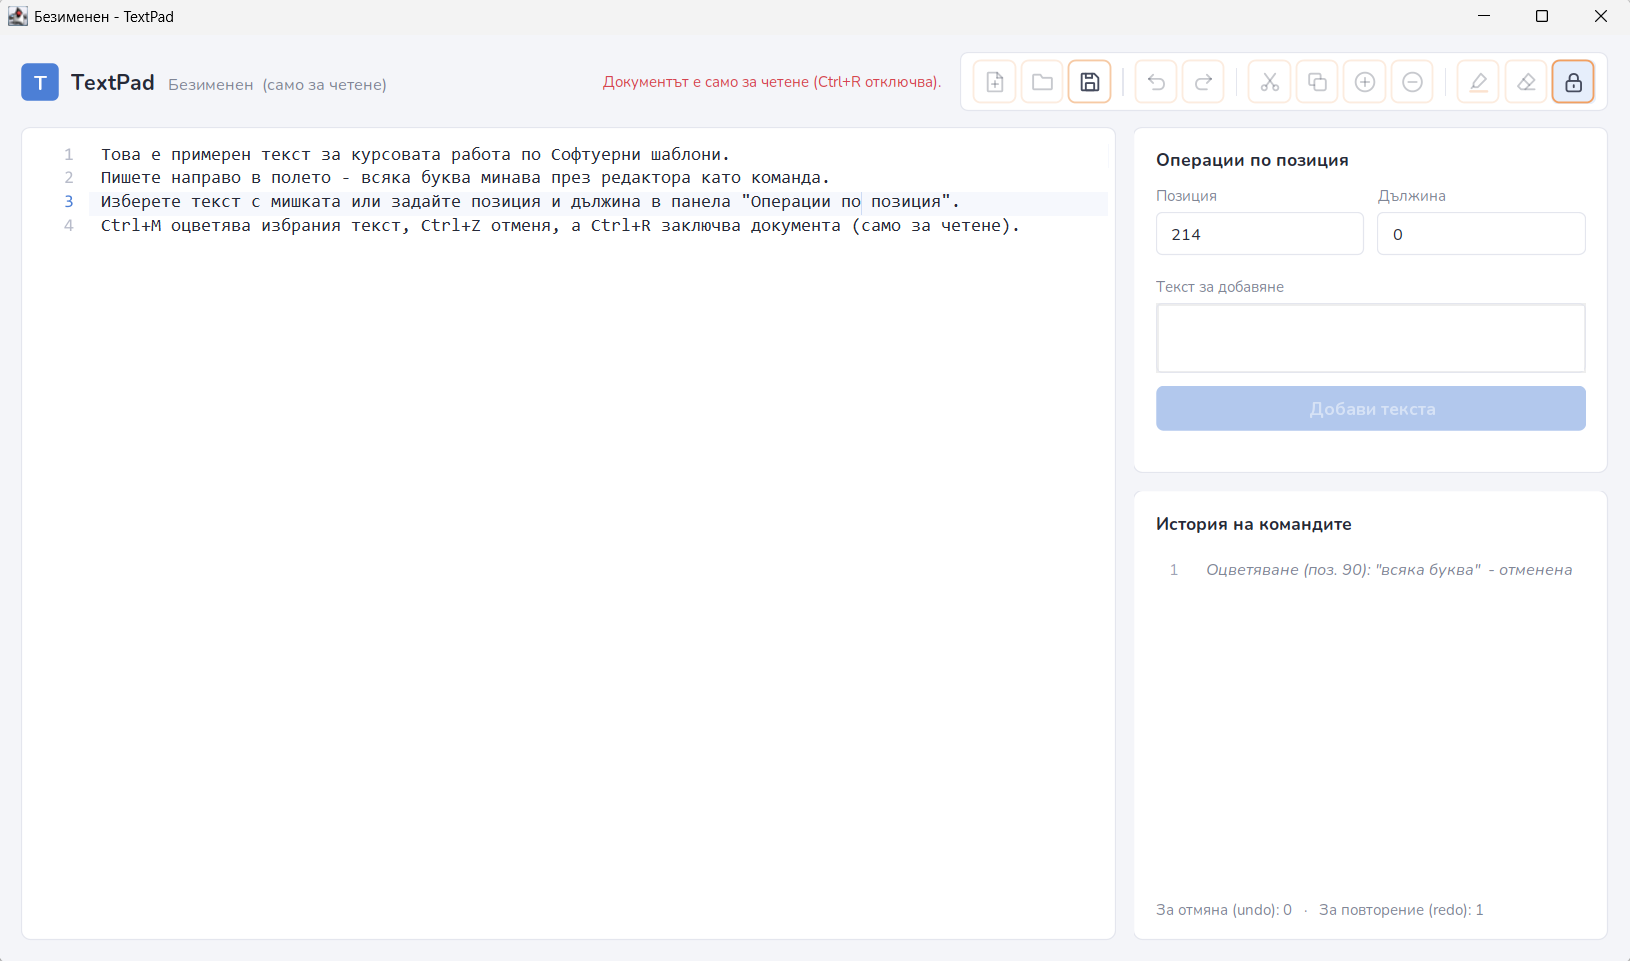 Безименен - TextPad
T
TextPad Безименен (само за четене)
Документът е само за четене (Ctrl+R отключва).
1 Това е примерен текст за курсовата работа по Софтуерни шаблони.
2 Пишете направо в полето - всяка буква минава през редактора като команда.
3 Изберете текст с мишката или задайте позиция и дължина в панела "Операции по позиция".
4 Ctrl+M оцветява избрания текст, Ctrl+Z отменя, а Ctrl+R заключва документа (само за четене).
Операции по позиция
Позиция Дължина
214 0
Текст за добавяне
Добави текста
История на командите
1 Оцветяване (поз. 90): "всяка буква" - отменена
За отмяна (undo): 0 · За повторение (redo): 1